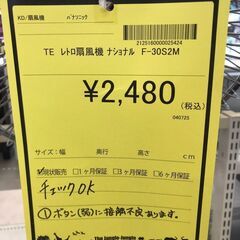 KD/扇風機 パナソニック
2125160000025424
TE レトロ扇風機 ナショナル F-30S2M
¥2,480
(税込)
040725
サイズ:幅 奥行 高さ cm
☑現状販売 □1ヶ月保証 □3ヶ月保証 □6ヶ月保証
チェックOK
①ボタン(弱)に接触不良あります。